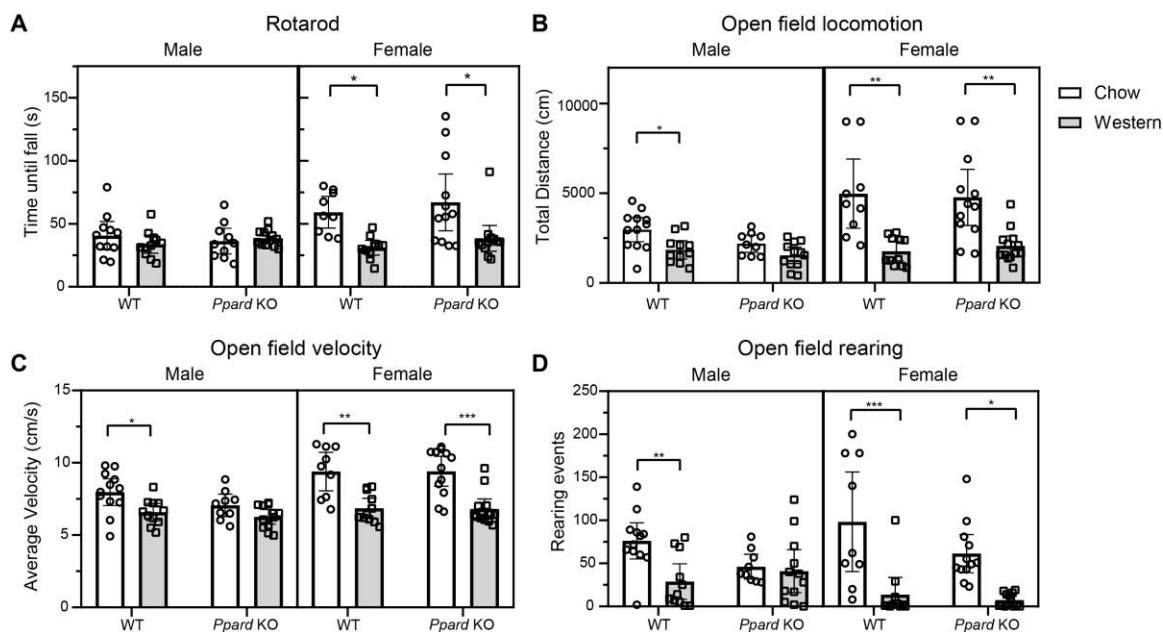 A
Rotarod
Male Female
Time until fall (s)
150
100
50
0
* *
WT Ppard KO WT Ppard KO
B
Open field locomotion
Male Female
Total Distance (cm)
10000
5000
0
* ** **
WT Ppard KO WT Ppard KO
Chow
Western
C
Open field velocity
Male Female
Average Velocity (cm/s)
15
10
5
0
* ** ***
WT Ppard KO WT Ppard KO
D
Open field rearing
Male Female
Rearing events
250
200
150
100
50
0
** *** *
WT Ppard KO WT Ppard KO